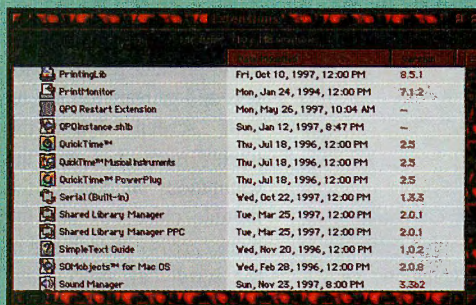 Extensions
PrintingLib Fri, Oct 10, 1997, 12:00 PM 8.5.1
PrintMonitor Mon, Jan 24, 1994, 12:00 PM 7.1.2
QPQ Restart Extension Mon, May 26, 1997, 10:04 AM –
QPQInstance.shlb Sun, Jan 12, 1997, 8:47 PM –
QuickTime™ Thu, Jul 18, 1996, 12:00 PM 2.5
QuickTime™ Musical Instruments Thu, Jul 18, 1996, 12:00 PM 2.5
QuickTime™ PowerPlug Thu, Jul 18, 1996, 12:00 PM 2.5
Serial (Built-in) Wed, Oct 22, 1997, 12:00 PM 1.3.3
Shared Library Manager Tue, Mar 25, 1997, 12:00 PM 2.0.1
Shared Library Manager PPC Tue, Mar 25, 1997, 12:00 PM 2.0.1
SimpleText Guide Wed, Nov 20, 1996, 12:00 PM 1.0.2
SOMobjects™ for Mac OS Wed, Feb 28, 1996, 12:00 PM 2.0.8
Sound Manager Sun, Nov 23, 1997, 8:00 PM 3.3b2